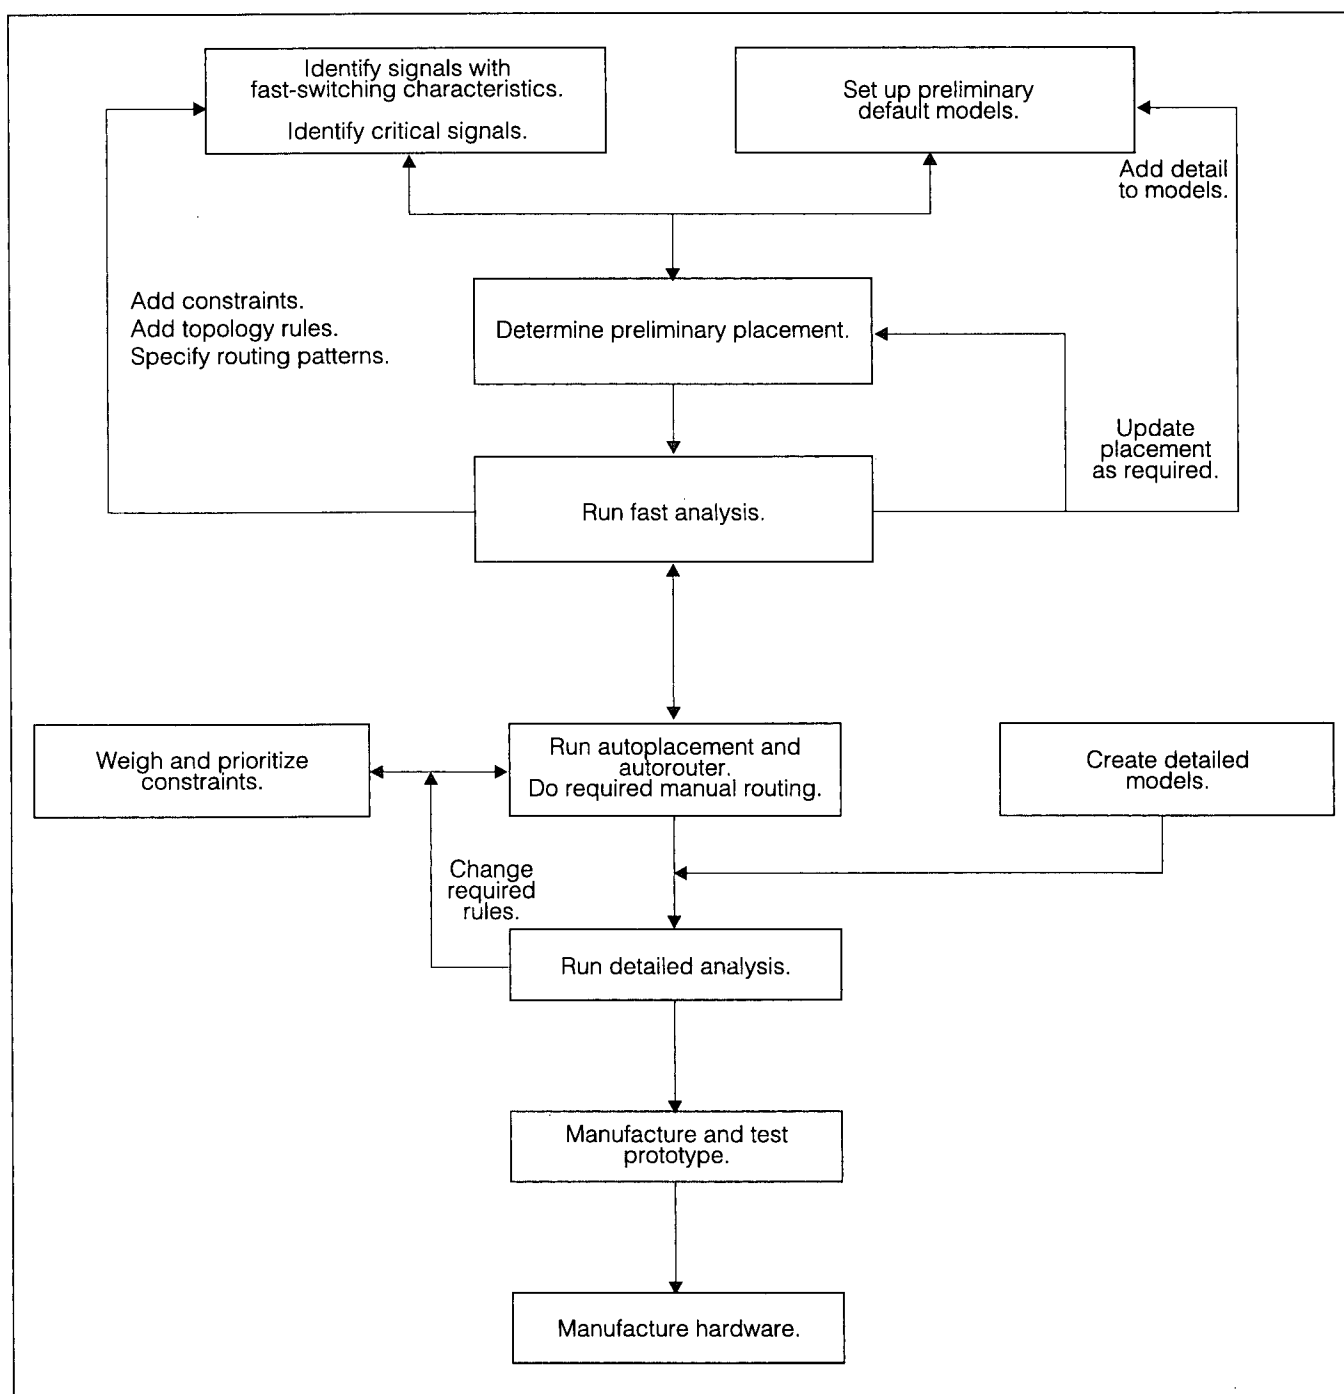 Identify signals with
fast-switching characteristics.
Identify critical signals.
Set up preliminary
default models.
Add detail
to models.
Add constraints.
Add topology rules.
Specify routing patterns.
Determine preliminary placement.
Update
placement
as required.
Run fast analysis.
Weigh and prioritize
constraints.
Run autoplacement and
autorouter.
Do required manual routing.
Create detailed
models.
Change
required
rules.
Run detailed analysis.
Manufacture and test
prototype.
Manufacture hardware.